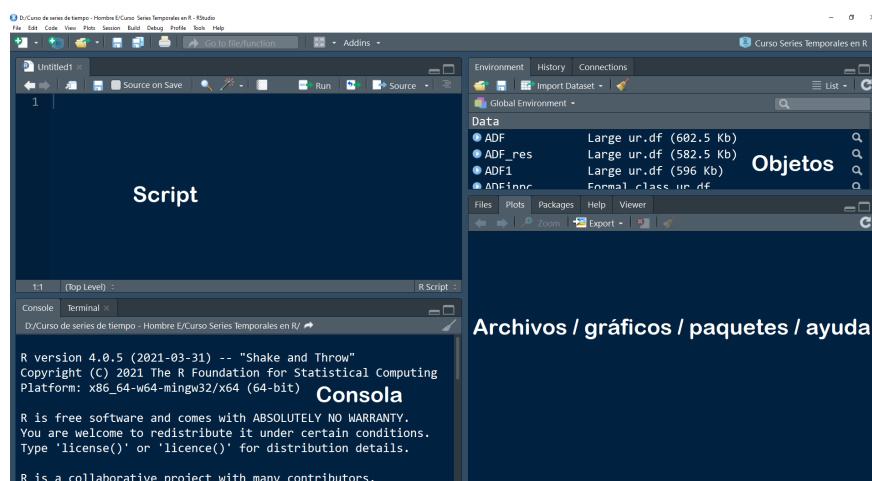 D:/Curso de series de tiempo - Hombre E/Curso Series Temporales en R - RStudio
File Edit Code View Plots Session Build Debug Profile Tools Help
Go to file/function Addins Curso Series Temporales en R
Untitled1
Source on Save Run Source
1
Script
1:1 (Top Level) R Script
Console Terminal
D:/Curso de series de tiempo - Hombre E/Curso Series Temporales en R/
R version 4.0.5 (2021-03-31) -- "Shake and Throw"
Copyright (C) 2021 The R Foundation for Statistical Computing
Platform: x86_64-w64-mingw32/x64 (64-bit)
Consola
R is free software and comes with ABSOLUTELY NO WARRANTY.
You are welcome to redistribute it under certain conditions.
Type 'license()' or 'licence()' for distribution details.
R is a collaborative project with many contributors.
Environment History Connections
Import Dataset List
Global Environment
Data
ADF Large ur.df (602.5 Kb)
ADF_res Large ur.df (582.5 Kb)
ADF1 Large ur.df (596 Kb)
Objetos
ADFinpc Formal class ur.df
Files Plots Packages Help Viewer
Zoom Export
Archivos / gráficos / paquetes / ayuda